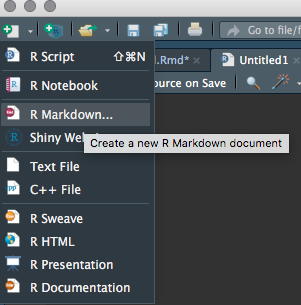 Go to file/f
R Script ⇧⌘N
.Rmd*
Untitled1
R Notebook
ource on Save
R Markdown...
Shiny Web
Create a new R Markdown document
Text File
C++ File
R Sweave
R HTML
R Presentation
R Documentation